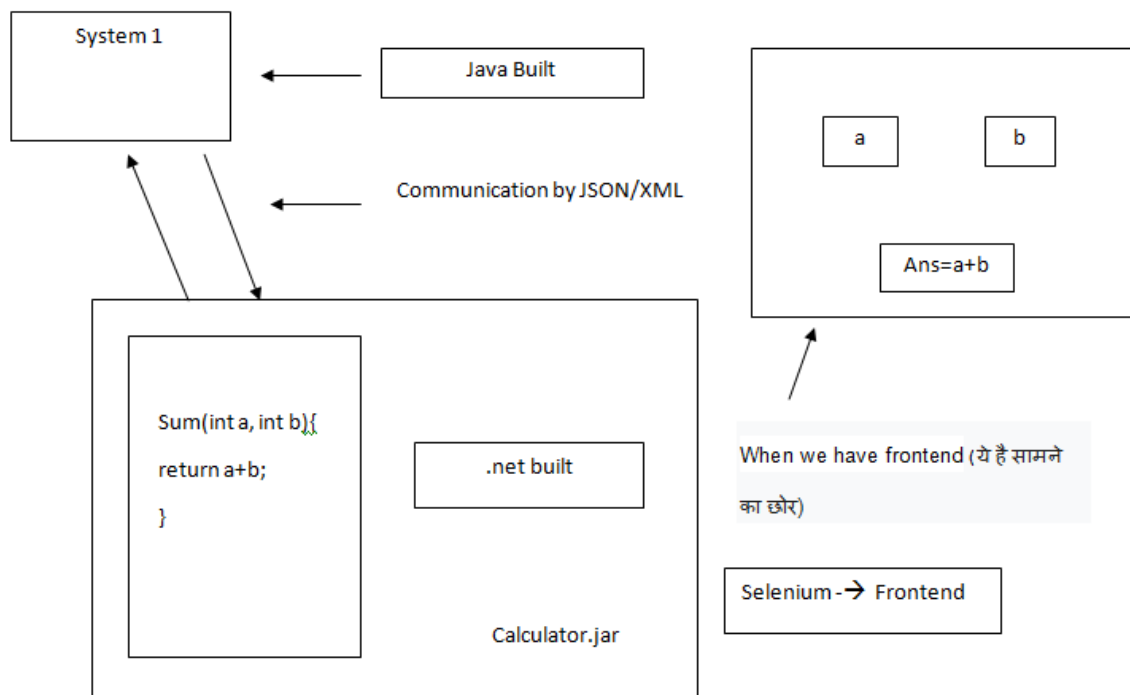 System 1
Java Built
a
b
Communication by JSON/XML
Ans=a+b
Sum(int a, int b){
return a+b;
}
.net built
Calculator.jar
When we have frontend (ये है सामने
का छोर)
Selenium -→ Frontend